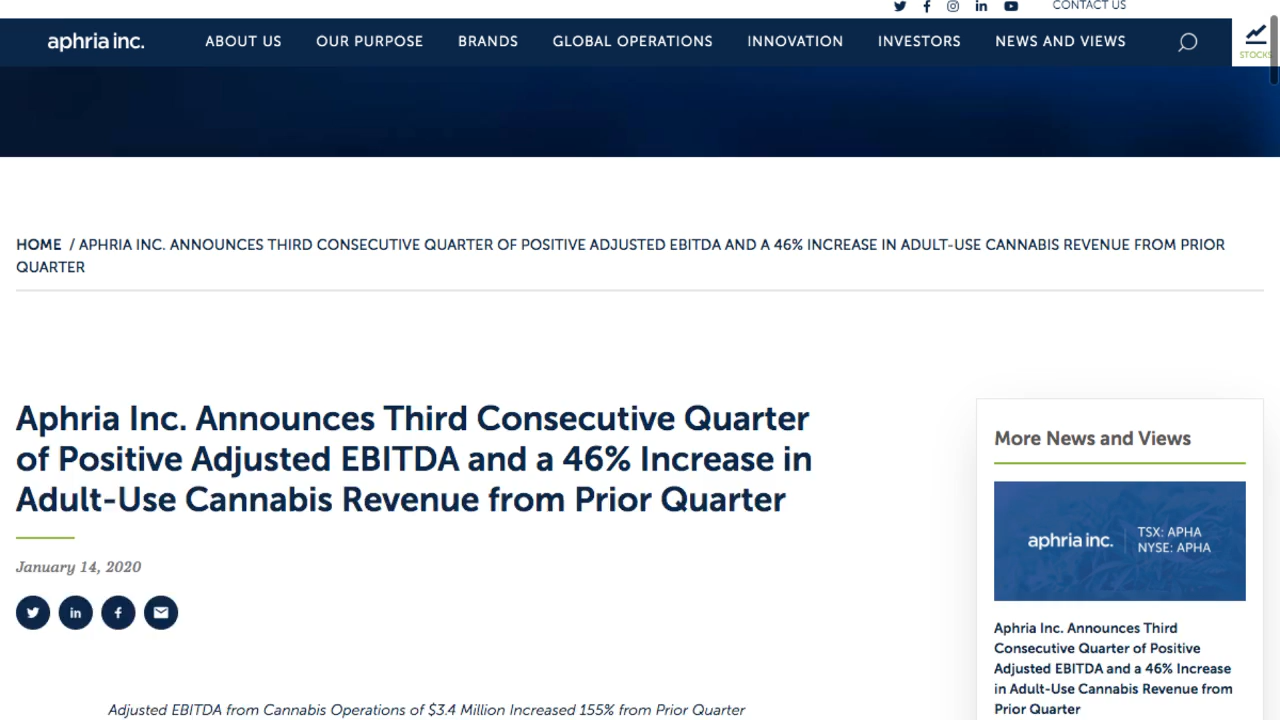 CONTACT US
aphria inc.
ABOUT US
OUR PURPOSE
BRANDS
GLOBAL OPERATIONS
INNOVATION
INVESTORS
NEWS AND VIEWS
STOCKS
HOME / APHRIA INC. ANNOUNCES THIRD CONSECUTIVE QUARTER OF POSITIVE ADJUSTED EBITDA AND A 46% INCREASE IN ADULT-USE CANNABIS REVENUE FROM PRIOR
QUARTER
Aphria Inc. Announces Third Consecutive Quarter
of Positive Adjusted EBITDA and a 46% Increase in
Adult-Use Cannabis Revenue from Prior Quarter
January 14, 2020
Adjusted EBITDA from Cannabis Operations of $3.4 Million Increased 155% from Prior Quarter
More News and Views
aphria inc.
TSX: APHA
NYSE: APHA
Aphria Inc. Announces Third
Consecutive Quarter of Positive
Adjusted EBITDA and a 46% Increase
in Adult-Use Cannabis Revenue from
Prior Quarter